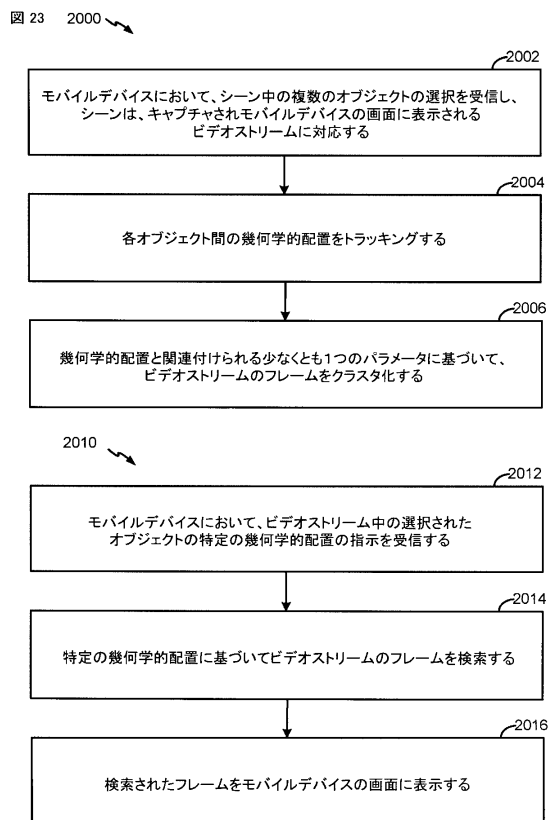 図 23 2000
2002
モバイルデバイスにおいて、シーン中の複数のオブジェクトの選択を受信し、
シーンは、キャプチャされモバイルデバイスの画面に表示される
ビデオストリームに対応する
2004
各オブジェクト間の幾何学的配置をトラッキングする
2006
幾何学的配置と関連付けられる少なくとも1つのパラメータに基づいて、
ビデオストリームのフレームをクラスタ化する
2010
2012
モバイルデバイスにおいて、ビデオストリーム中の選択された
オブジェクトの特定の幾何学的配置の指示を受信する
2014
特定の幾何学的配置に基づいてビデオストリームのフレームを検索する
2016
検索されたフレームをモバイルデバイスの画面に表示する